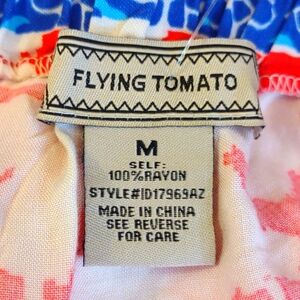 FLYING TOMATO
M
SELF:
100%RAYON
STYLE#ID17969AZ
MADE IN CHINA
SEE REVERSE
FOR CARE